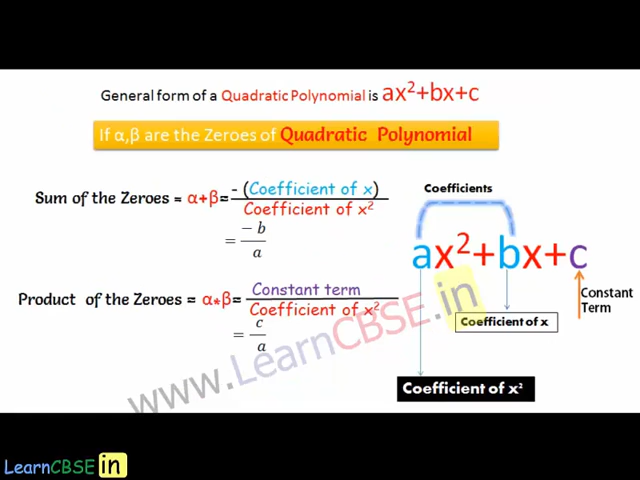 General form of a Quadratic Polynomial is ax²+bx+c
If α,β are the Zeroes of Quadratic Polynomial
Sum of the Zeroes = α+β= - (Coefficient of x)
Coefficient of x²
= −b
a
Product of the Zeroes = α*β= Constant term
Coefficient of x²
= c
a
Coefficients
ax²+bx+c
Constant
Term
Coefficient of x
Coefficient of x²
www.LearnCBSE.in
LearnCBSE in